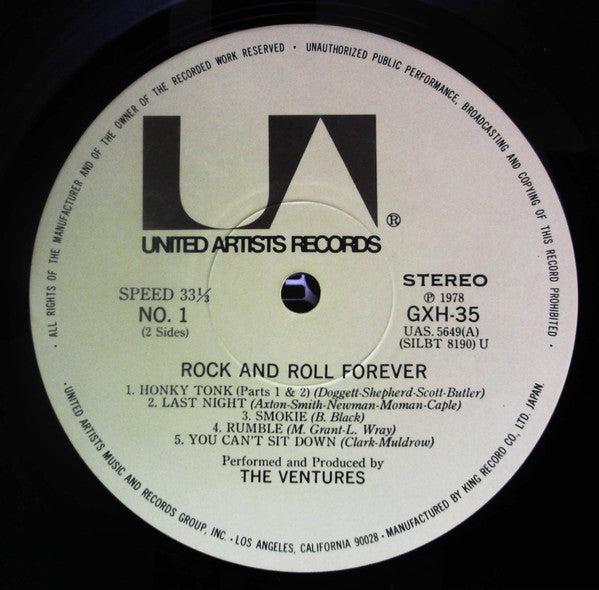 · ALL RIGHTS OF THE MANUFACTURER AND OF THE OWNER OF THE RECORDED WORK RESERVED · UNAUTHORIZED PUBLIC PERFORMANCE, BROADCASTING AND COPYING OF THIS RECORD PROHIBITED ·
UA®
UNITED ARTISTS RECORDS
SPEED 33⅓
NO. 1
(2 Sides)
STEREO
Ⓟ 1978
GXH-35
UAS. 5649(A)
(SILBT 8190) U
ROCK AND ROLL FOREVER
1. HONKY TONK (Parts 1 & 2) (Doggett-Shepherd-Scott-Butler)
2. LAST NIGHT (Axton-Smith-Newman-Moman-Caple)
3. SMOKIE (B. Black)
4. RUMBLE (M. Grant-L. Wray)
5. YOU CAN'T SIT DOWN (Clark-Muldrow)
Performed and Produced by
THE VENTURES
· UNITED ARTISTS MUSIC AND RECORDS GROUP, INC. · LOS ANGELES, CALIFORNIA 90028 · MANUFACTURED BY KING RECORD CO., LTD. JAPAN.